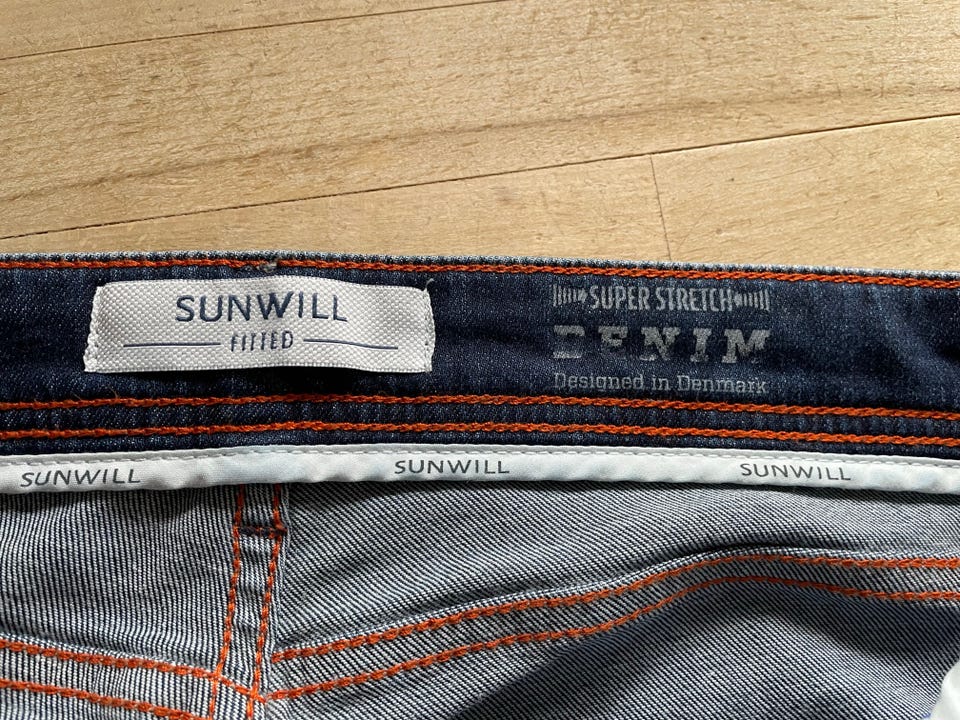 SUNWILL
FITTED
SUPER STRETCH
DENIM
Designed in Denmark
SUNWILL
SUNWILL
SUNWILL